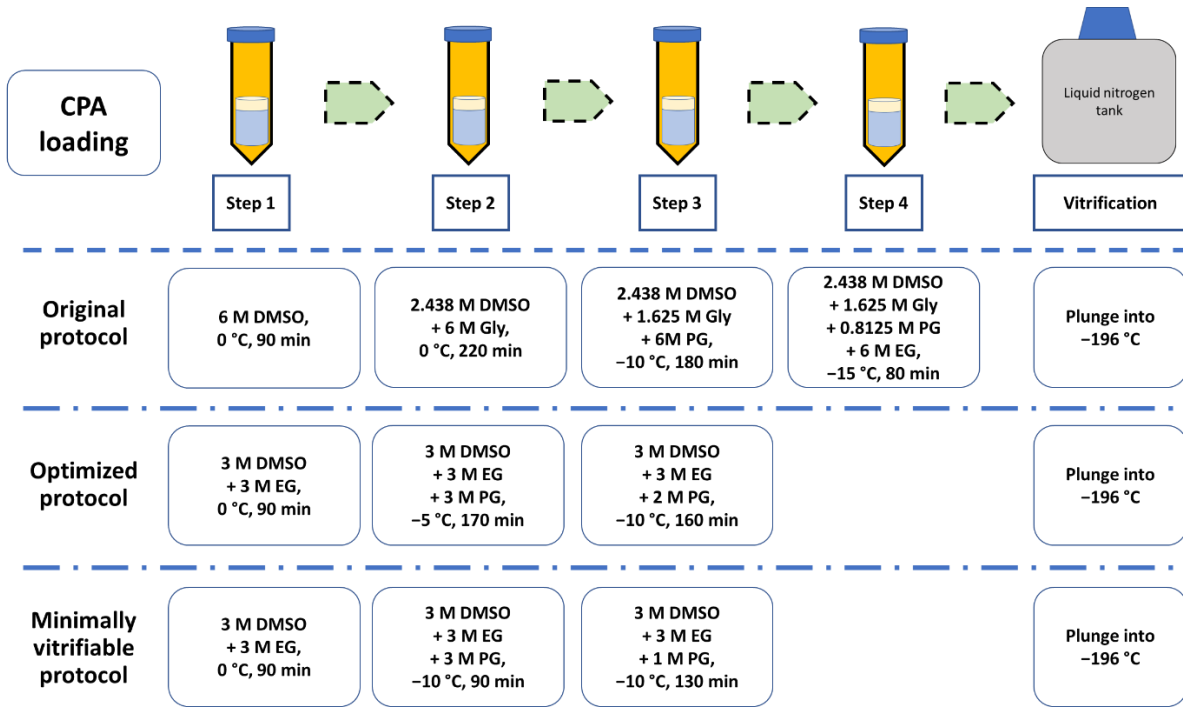 CPA
loading
Liquid nitrogen
tank
Step 1
Step 2
Step 3
Step 4
Vitrification
Original
protocol
6 M DMSO,
0 °C, 90 min
2.438 M DMSO
+ 6 M Gly,
0 °C, 220 min
2.438 M DMSO
+ 1.625 M Gly
+ 6M PG,
−10 °C, 180 min
2.438 M DMSO
+ 1.625 M Gly
+ 0.8125 M PG
+ 6 M EG,
−15 °C, 80 min
Plunge into
−196 °C
Optimized
protocol
3 M DMSO
+ 3 M EG,
0 °C, 90 min
3 M DMSO
+ 3 M EG
+ 3 M PG,
−5 °C, 170 min
3 M DMSO
+ 3 M EG
+ 2 M PG,
−10 °C, 160 min
Plunge into
−196 °C
Minimally
vitrifiable
protocol
3 M DMSO
+ 3 M EG,
0 °C, 90 min
3 M DMSO
+ 3 M EG
+ 3 M PG,
−10 °C, 90 min
3 M DMSO
+ 3 M EG
+ 1 M PG,
−10 °C, 130 min
Plunge into
−196 °C